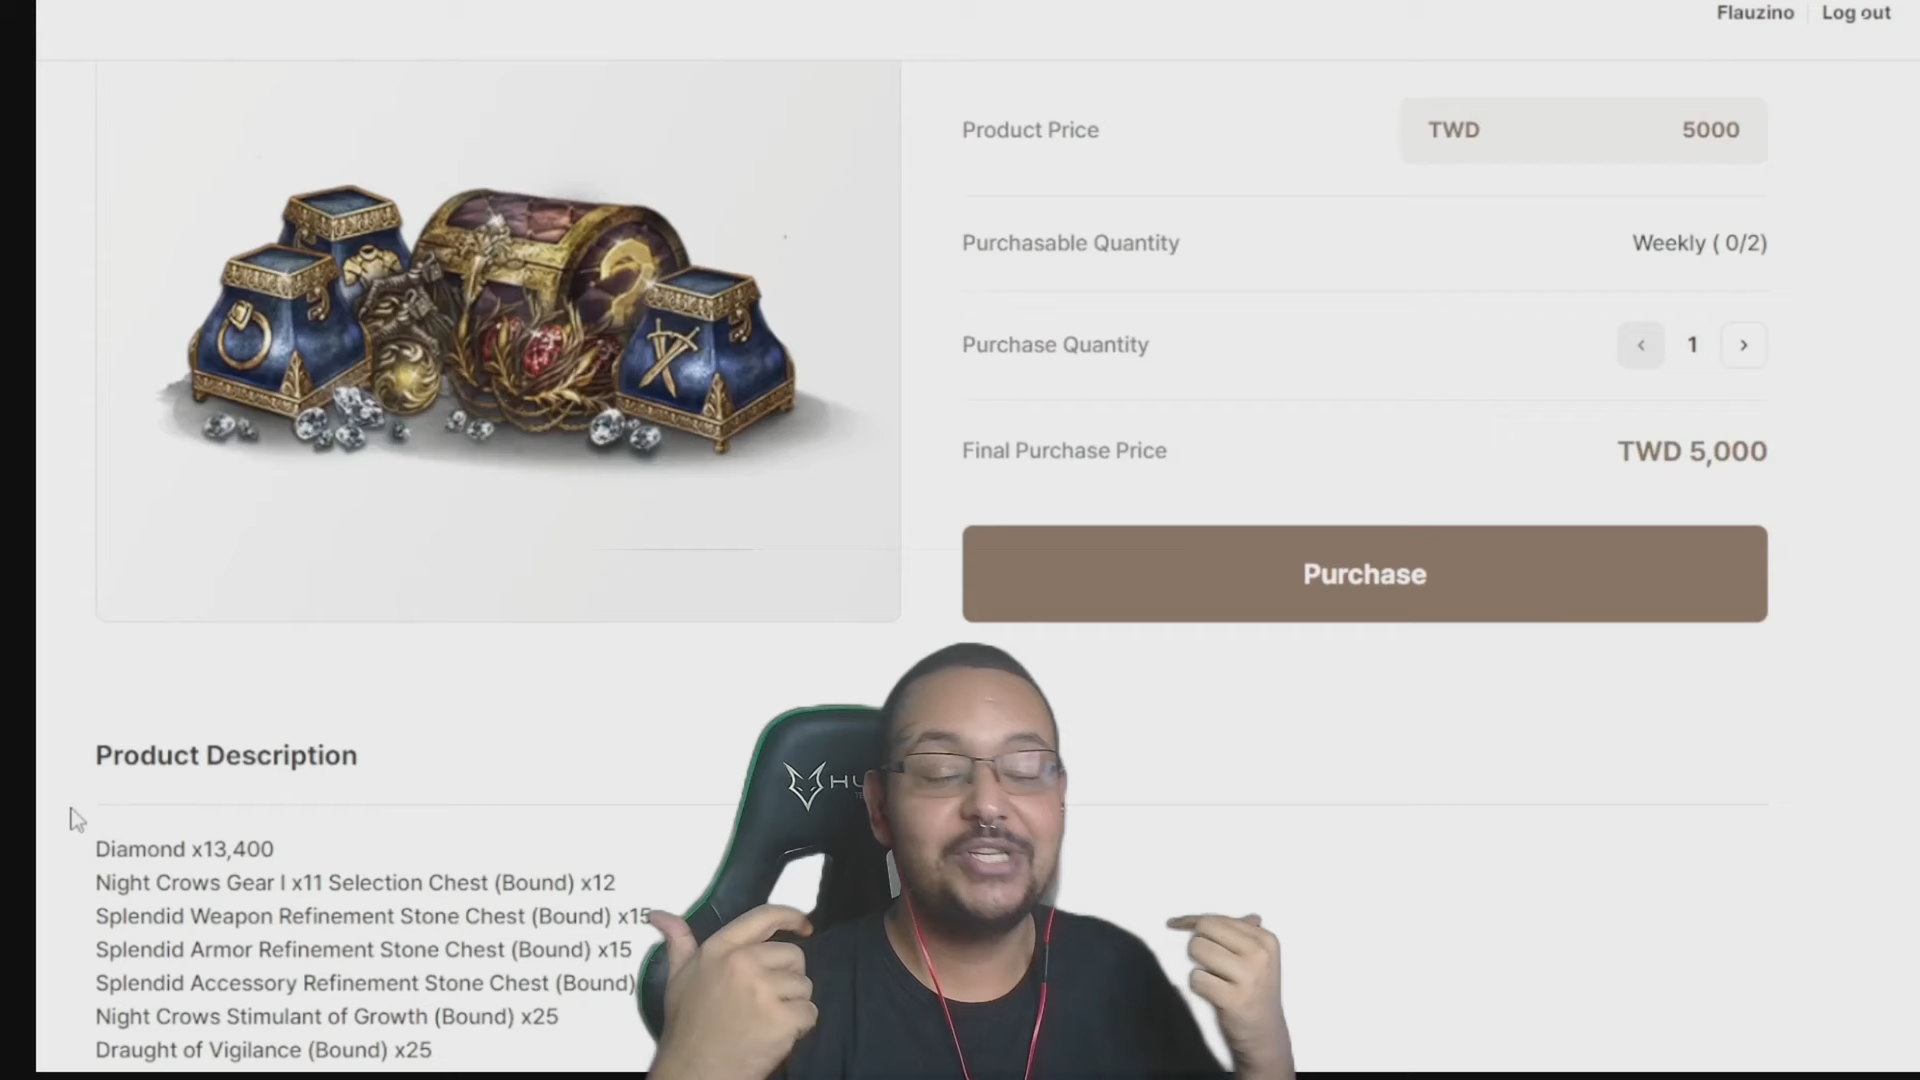 Flauzino
Log out
Product Price
TWD 5000
Purchasable Quantity
Weekly ( 0/2)
Purchase Quantity
‹ 1 ›
Final Purchase Price
TWD 5,000
Purchase
Product Description
Diamond x13,400
Night Crows Gear I x11 Selection Chest (Bound) x12
Splendid Weapon Refinement Stone Chest (Bound) x15
Splendid Armor Refinement Stone Chest (Bound) x15
Splendid Accessory Refinement Stone Chest (Bound)
Night Crows Stimulant of Growth (Bound) x25
Draught of Vigilance (Bound) x25